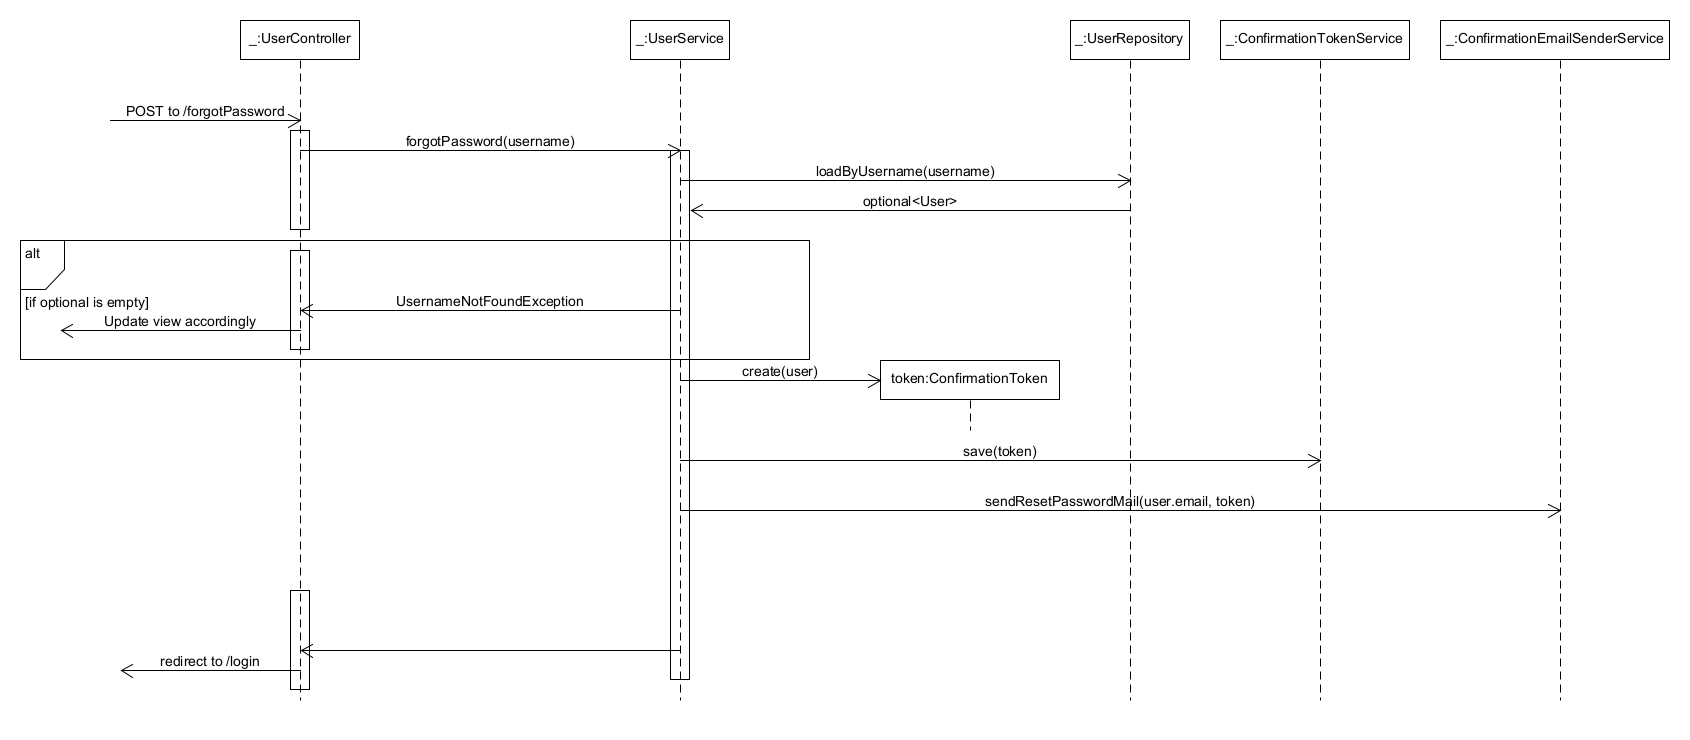 _:UserController
_:UserService
_:UserRepository
_:ConfirmationTokenService
_:ConfirmationEmailSenderService
POST to /forgotPassword
forgotPassword(username)
loadByUsername(username)
optional<User>
alt
[if optional is empty]
UsernameNotFoundException
Update view accordingly
create(user)
token:ConfirmationToken
save(token)
sendResetPasswordMail(user.email, token)
redirect to /login